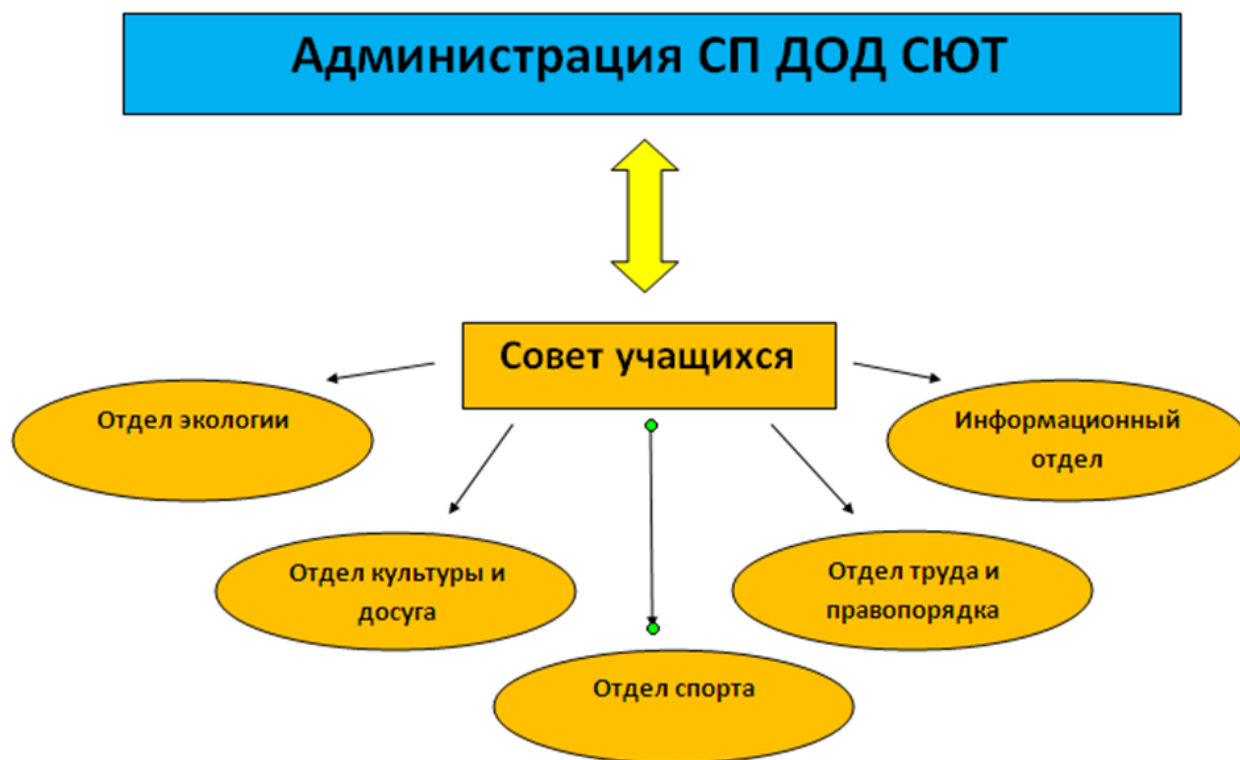 Администрация СП ДОД СЮТ
Совет учащихся
Отдел экологии
Информационный
отдел
Отдел культуры и
досуга
Отдел труда и
правопорядка
Отдел спорта